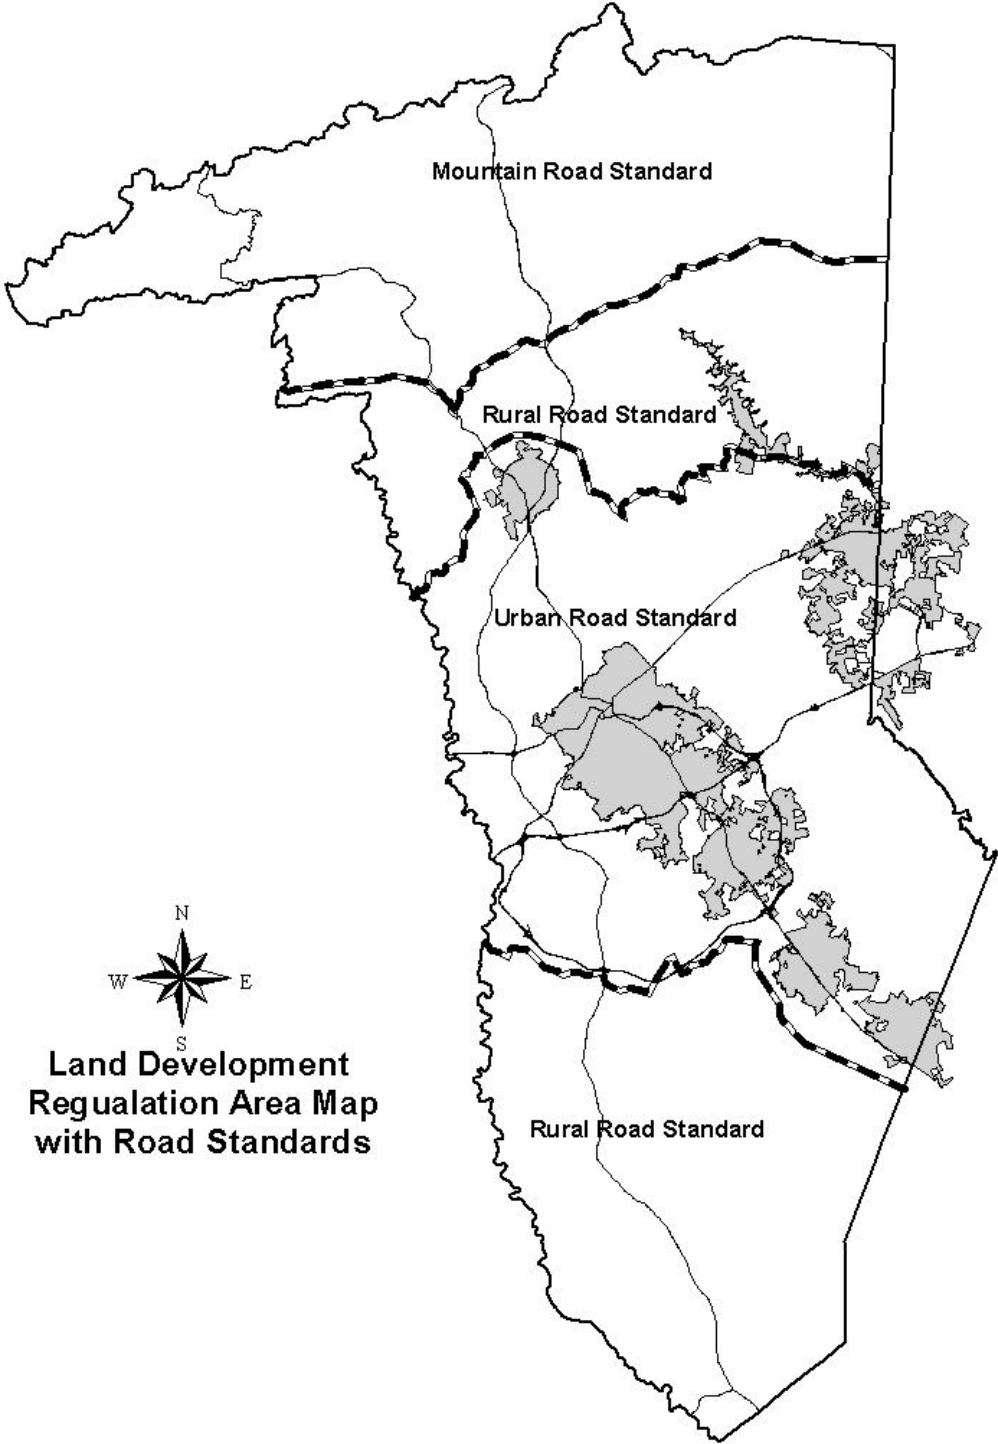 Mountain Road Standard
Rural Road Standard
Urban Road Standard
N
W
E
S
Land Development
Regualation Area Map
with Road Standards
Rural Road Standard